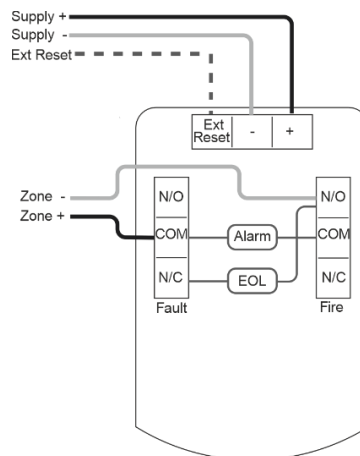 Supply +
Supply -
Ext Reset
Ext
Reset
-
+
Zone -
Zone +
N/O
N/O
COM
Alarm
COM
N/C
EOL
N/C
Fault
Fire